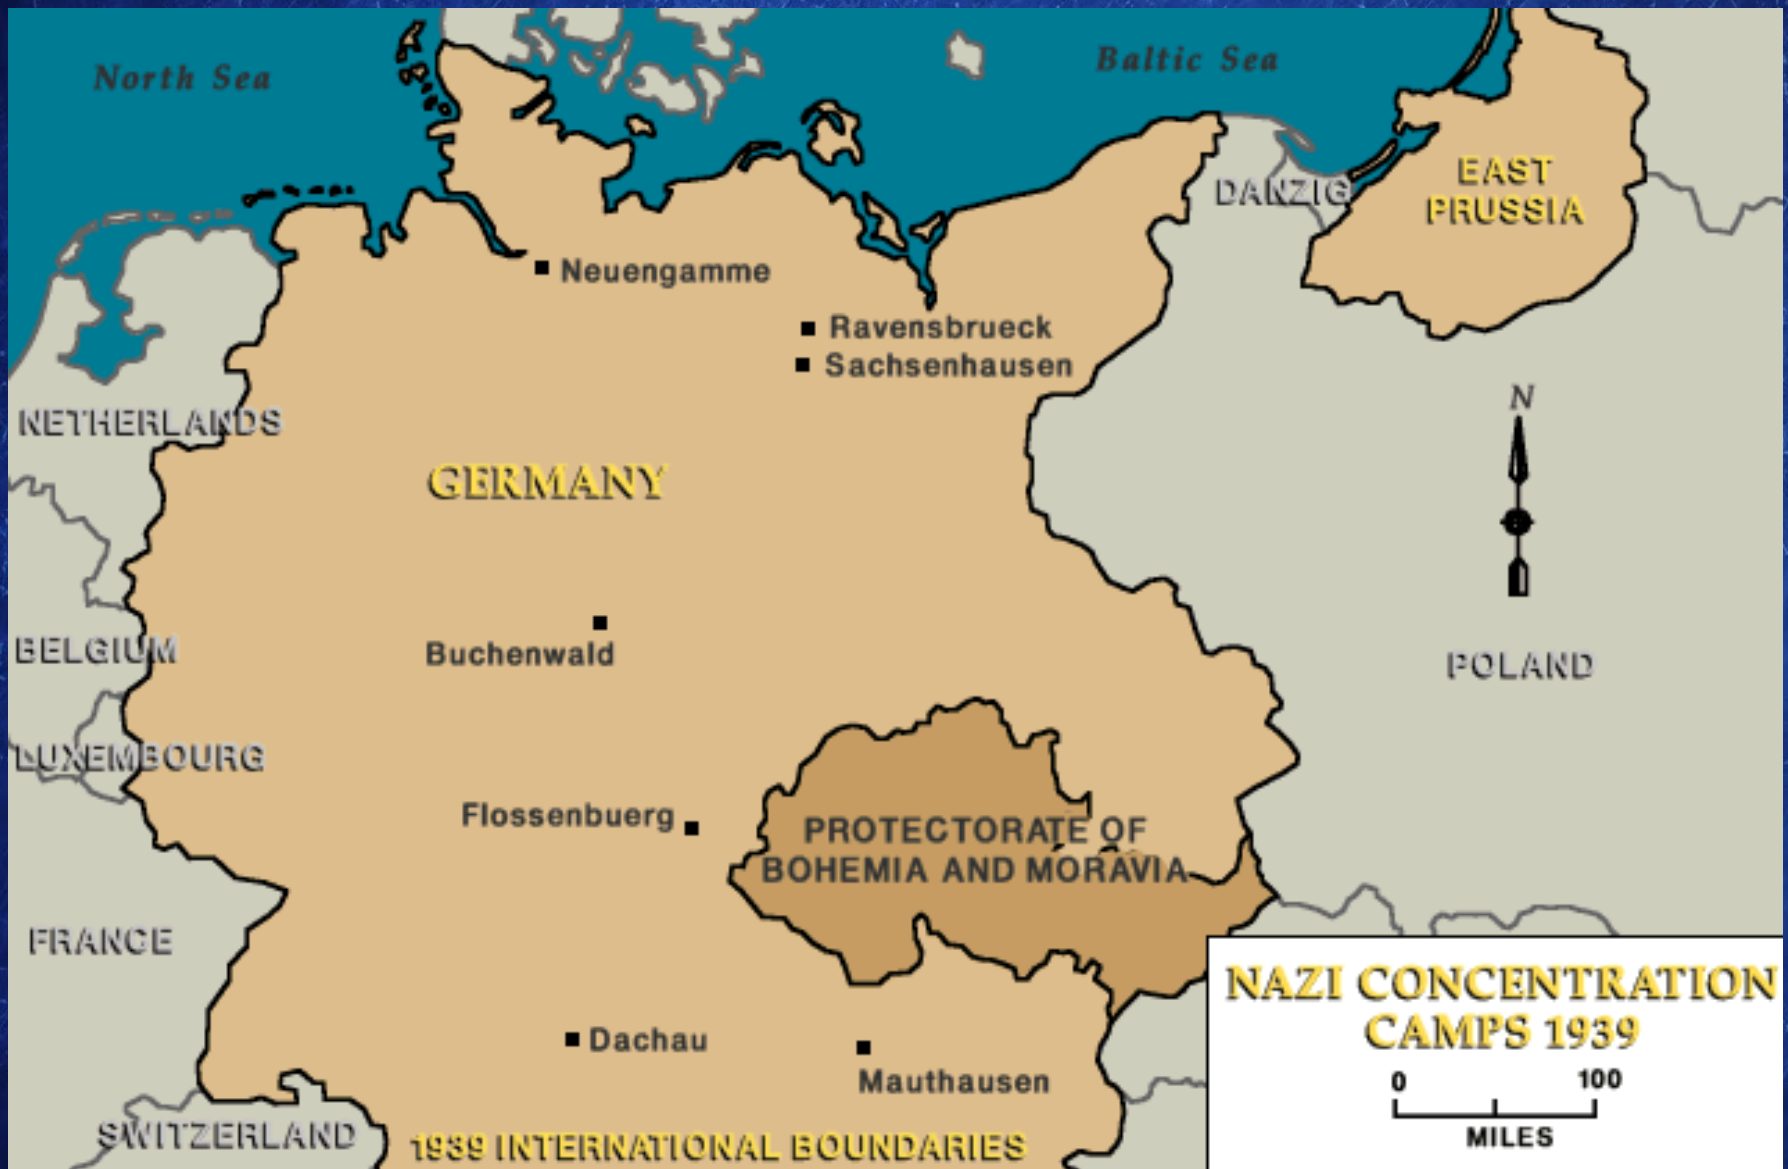 North Sea
Baltic Sea
EAST
PRUSSIA
DANZIG
Neuengamme
Ravensbrueck
Sachsenhausen
N
NETHERLANDS
GERMANY
BELGIUM
Buchenwald
POLAND
LUXEMBOURG
Flossenbuerg
PROTECTORATE OF
BOHEMIA AND MORAVIA
FRANCE
Dachau
Mauthausen
SWITZERLAND
1939 INTERNATIONAL BOUNDARIES
NAZI CONCENTRATION
CAMPS 1939
0 100
MILES